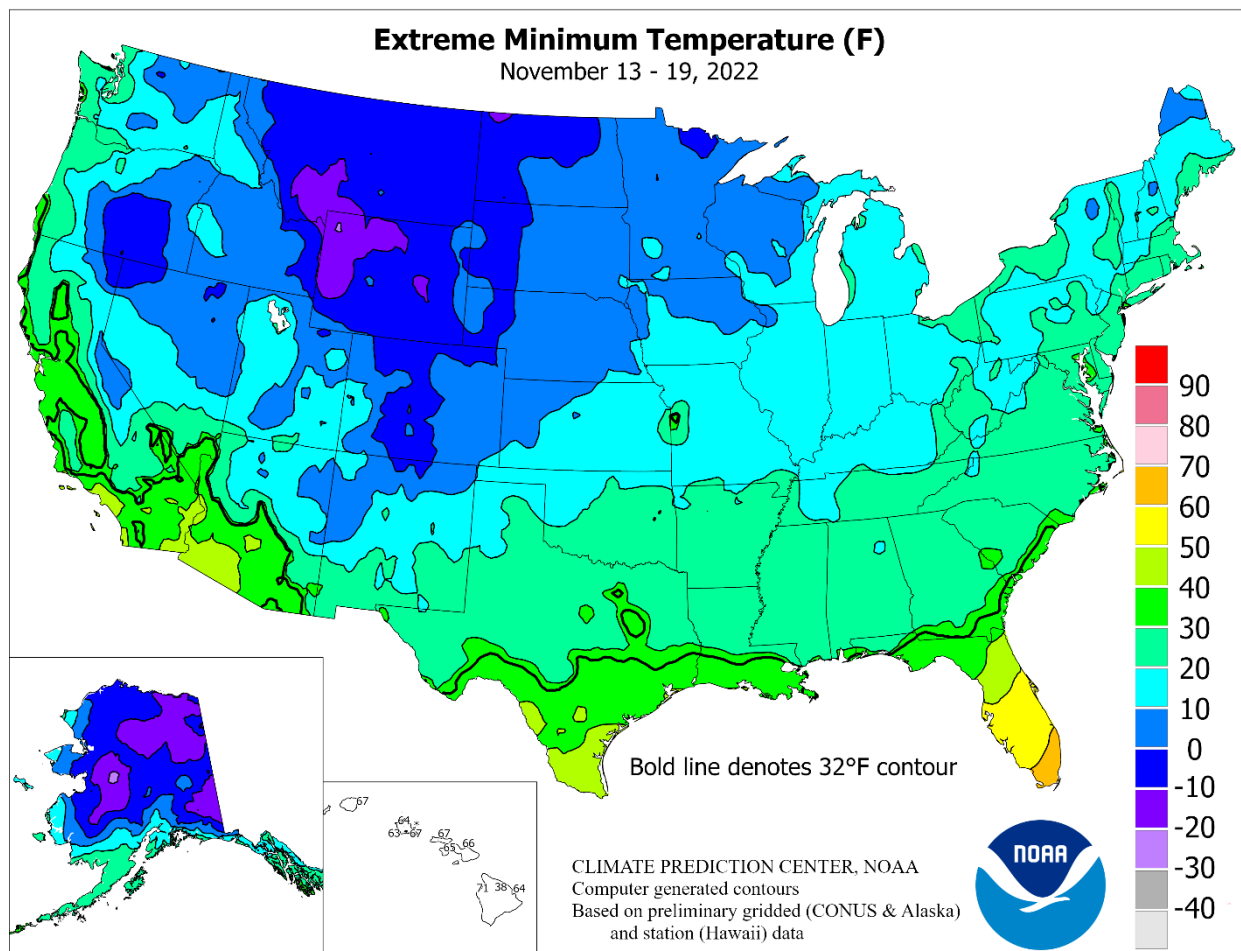 Extreme Minimum Temperature (F)
November 13 - 19, 2022
90
80
70
60
50
40
30
20
10
0
-10
-20
-30
-40
Bold line denotes 32°F contour
67
64 *
63 67
67
65
66
71 38 64
CLIMATE PREDICTION CENTER, NOAA
Computer generated contours
Based on preliminary gridded (CONUS & Alaska)
and station (Hawaii) data
NOAA